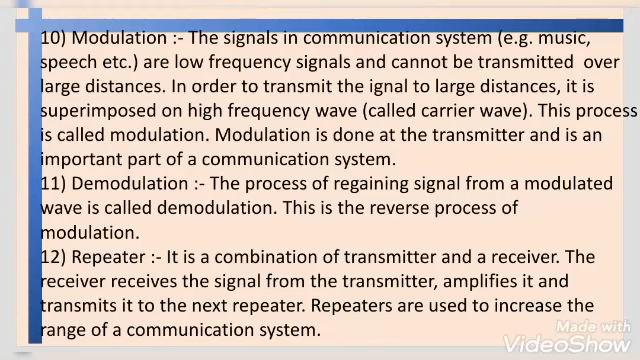 10) Modulation :- The signals in communication system (e.g. music,
speech etc.) are low frequency signals and cannot be transmitted over
large distances. In order to transmit the ignal to large distances, it is
superimposed on high frequency wave (called carrier wave). This process
is called modulation. Modulation is done at the transmitter and is an
important part of a communication system.
11) Demodulation :- The process of regaining signal from a modulated
wave is called demodulation. This is the reverse process of
modulation.
12) Repeater :- It is a combination of transmitter and a receiver. The
receiver receives the signal from the transmitter, amplifies it and
transmits it to the next repeater. Repeaters are used to increase the
range of a communication system.
Made with
VideoShow